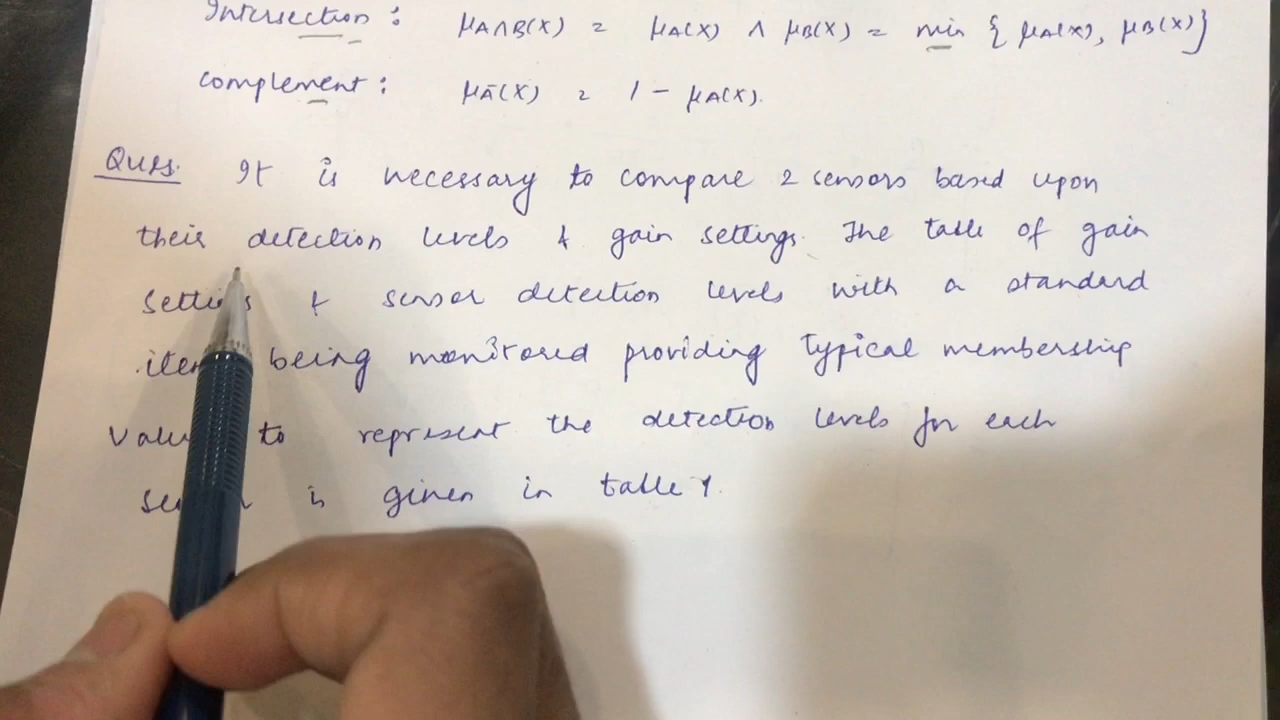 Intersection : μA∩B(x) = μA(x) ∧ μB(x) = min { μA(x), μB(x)}
Complement : μĀ(x) = 1 - μA(x).
Ques. It is necessary to compare 2 sensors based upon
their detection levels & gain settings. The table of gain
& sensor detection levels with a standard
being monitored providing typical membership
to represent the detection levels for each
is given in table 1.